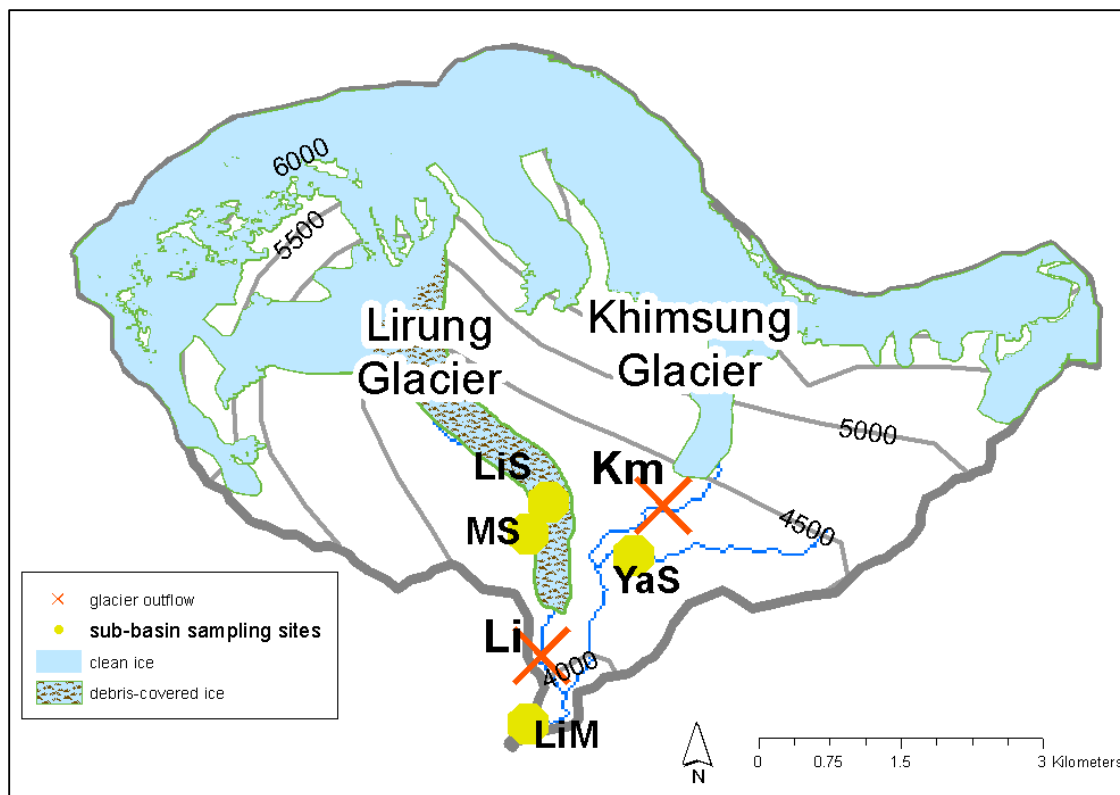 6000
5500
Lirung
Glacier
Khimsung
Glacier
5000
LiS
Km
4500
MS
YaS
Li
4000
LiM
glacier outflow
sub-basin sampling sites
clean ice
debris-covered ice
N
0 0.75 1.5 3 Kilometers